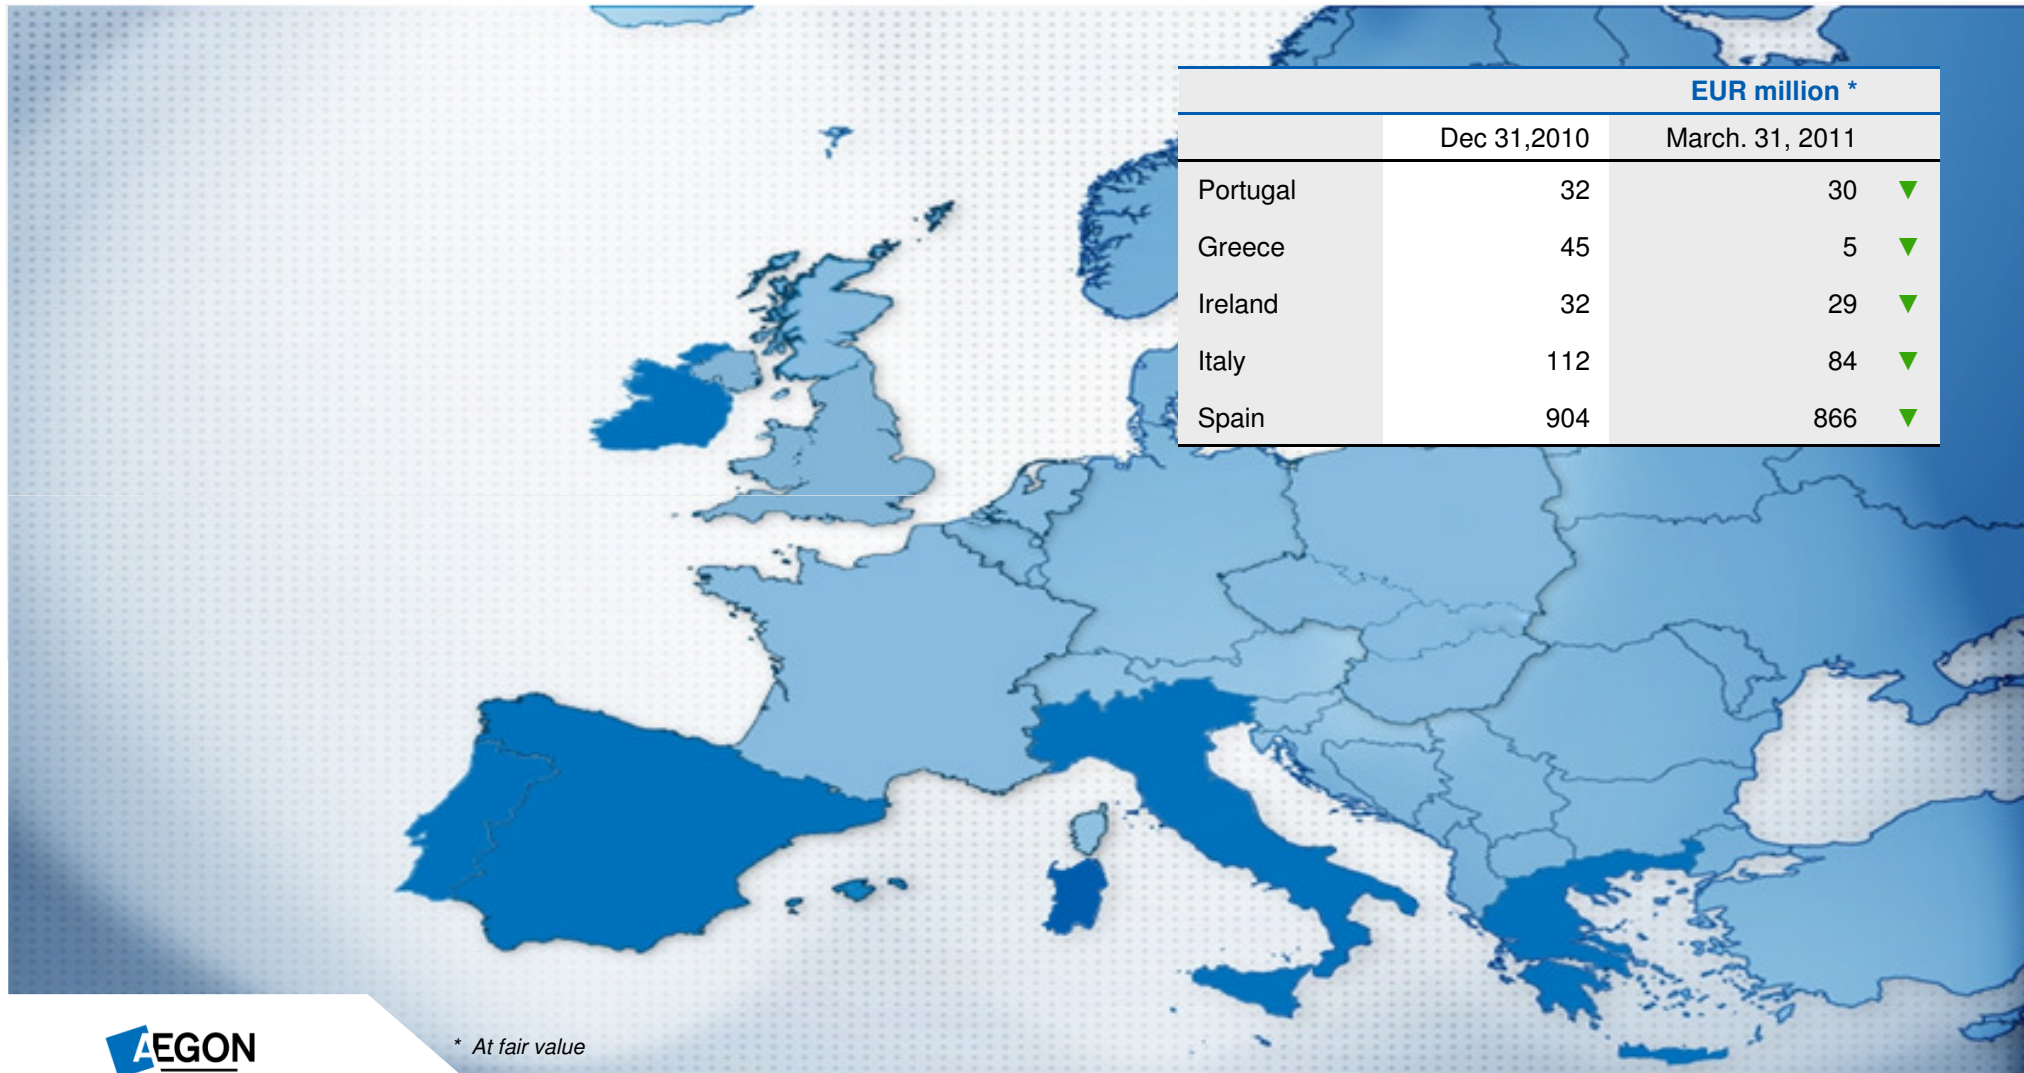 EUR million *
Dec 31,2010 March. 31, 2011
Portugal 32 30 ▼
Greece 45 5 ▼
Ireland 32 29 ▼
Italy 112 84 ▼
Spain 904 866 ▼
AEGON
* At fair value